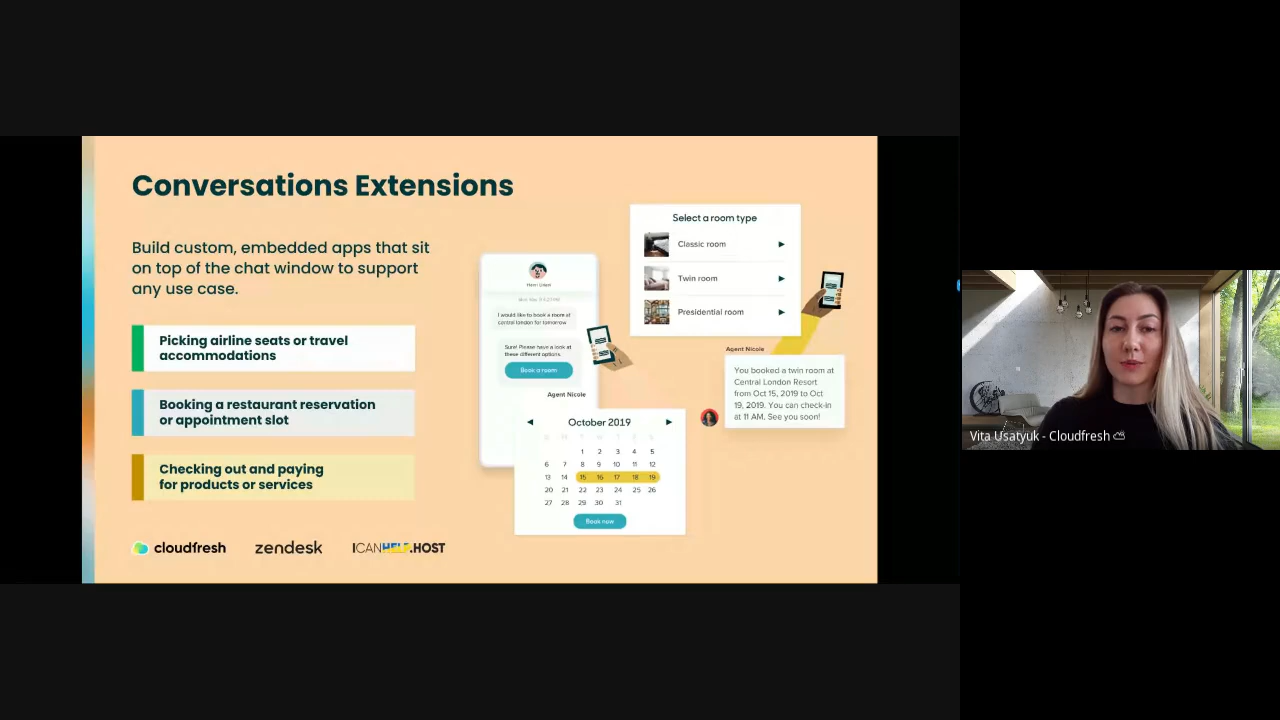 Conversations Extensions
Build custom, embedded apps that sit
on top of the chat window to support
any use case.
Picking airline seats or travel
accommodations
Booking a restaurant reservation
or appointment slot
Checking out and paying
for products or services
cloudfresh
zendesk
ICANHELP.HOST
I would like to book a room at
central london for tomorrow
Sure! Please have a look at
these different options.
Book a room
Agent Nicole
October 2019
1 2 3 4 5
6 7 8 9 10 11 12
13 14 15 16 17 18 19
20 21 22 23 24 25 26
27 28 29 30 31
Book now
Select a room type
Classic room
Twin room
Presidential room
Agent Nicole
You booked a twin room at
Central London Resort
from Oct 15, 2019 to Oct
19, 2019. You can check-in
at 11 AM. See you soon!
Vita Usatyuk - Cloudfresh